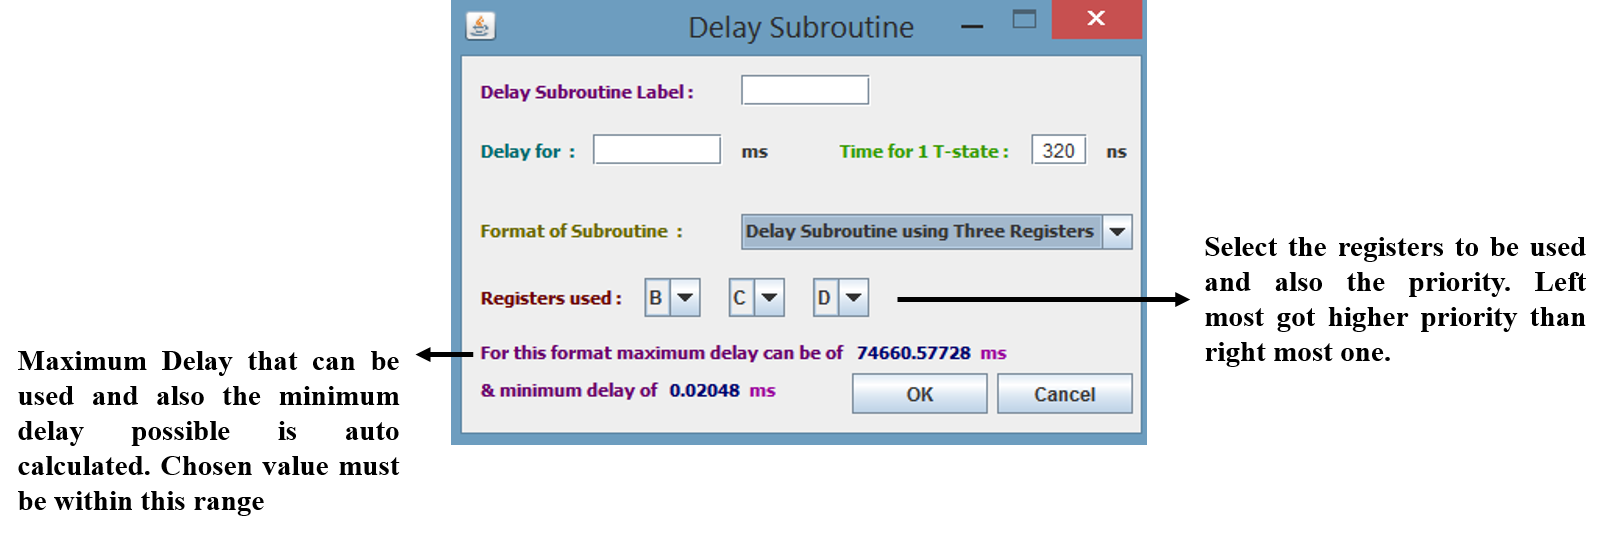 Delay Subroutine
Delay Subroutine Label :
Delay for :
ms
Time for 1 T-state :
320
ns
Format of Subroutine :
Delay Subroutine using Three Registers
Registers used :
B
C
D
For this format maximum delay can be of 74660.57728 ms
& minimum delay of 0.02048 ms
OK
Cancel
Select the registers to be used
and also the priority. Left
most got higher priority than
right most one.
Maximum Delay that can be
used and also the minimum
delay possible is auto
calculated. Chosen value must
be within this range